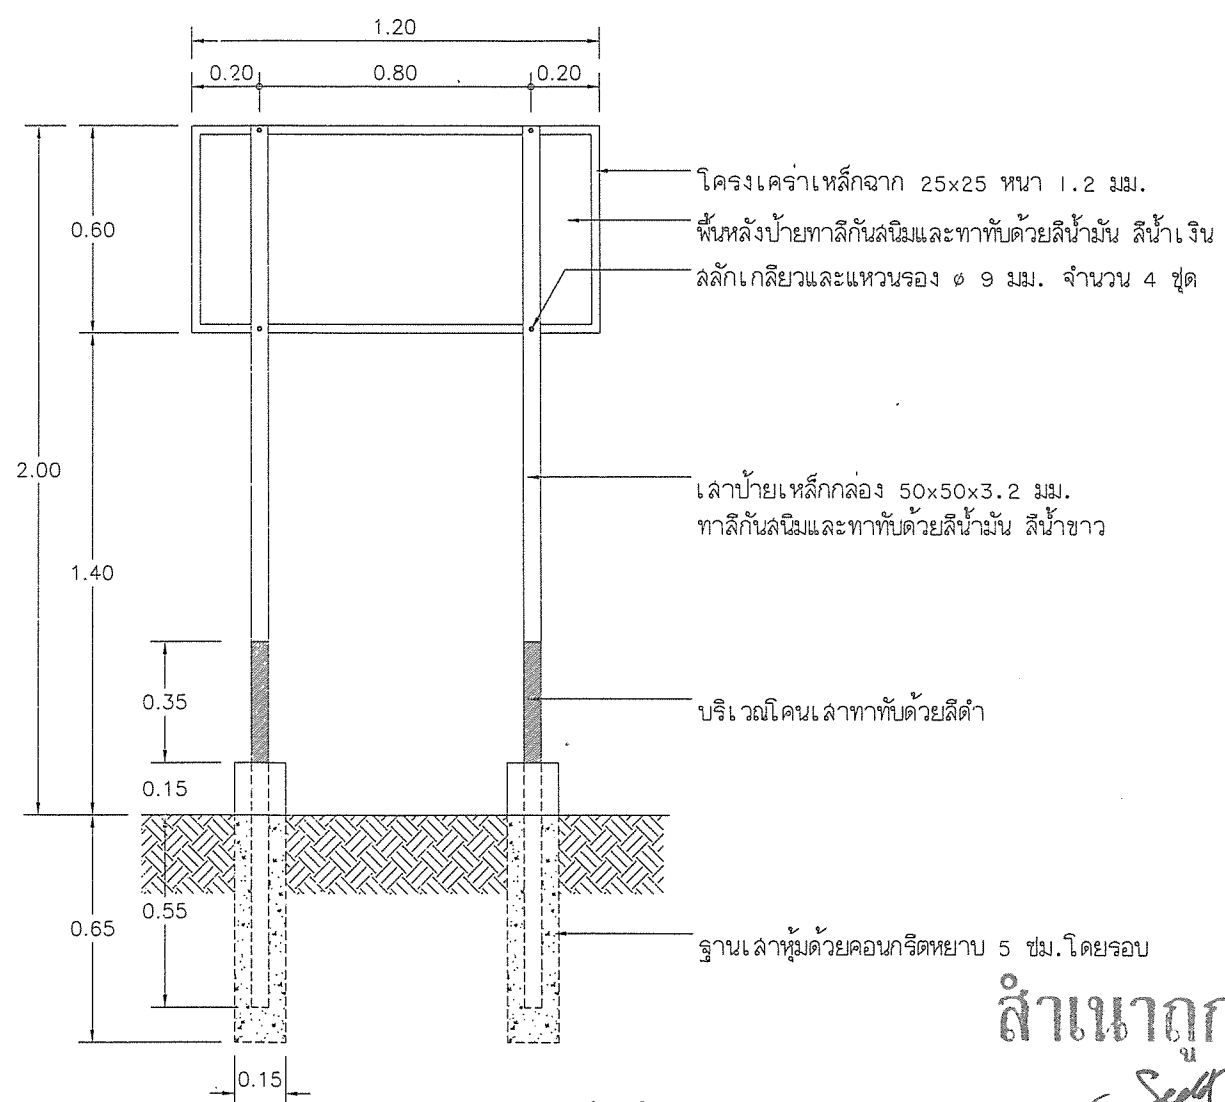 1.20
0.20 0.80 0.20
โครงเคร่าเหล็กฉาก 25x25 หนา 1.2 มม.
0.60
พื้นหลังป้ายทาสีกันสนิมและทาทับด้วยสีน้ำมัน สีน้ำเงิน
สลักเกลียวและแหวนรอง ø 9 มม. จำนวน 4 ชุด
2.00
เสาป้ายเหล็กกล่อง 50x50x3.2 มม.
ทาสีกันสนิมและทาทับด้วยสีน้ำมัน สีน้ำขาว
1.40
0.35
บริเวณโคนเสาทาทับด้วยสีดำ
0.15
0.55
0.65
ฐานเสาหุ้มด้วยคอนกรีตหยาบ 5 ซม.โดยรอบ
สำเนาถูก
0.15